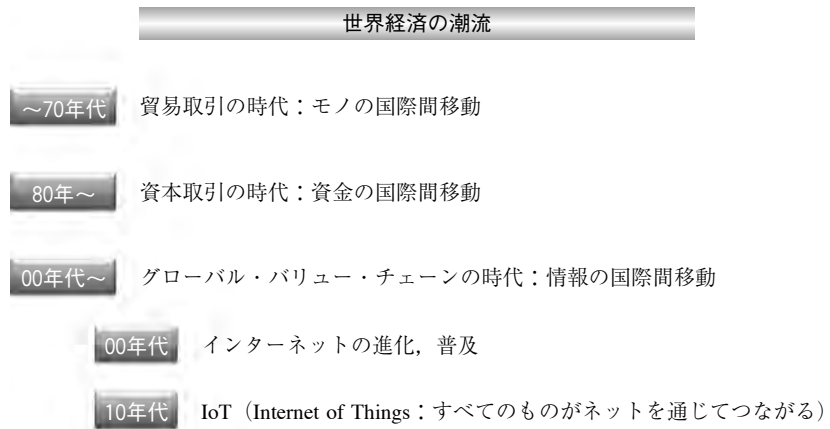 世界経済の潮流
～70年代 貿易取引の時代：モノの国際間移動
80年～ 資本取引の時代：資金の国際間移動
00年代～ グローバル・バリュー・チェーンの時代：情報の国際間移動
00年代 インターネットの進化，普及
10年代 IoT（Internet of Things：すべてのものがネットを通じてつながる）